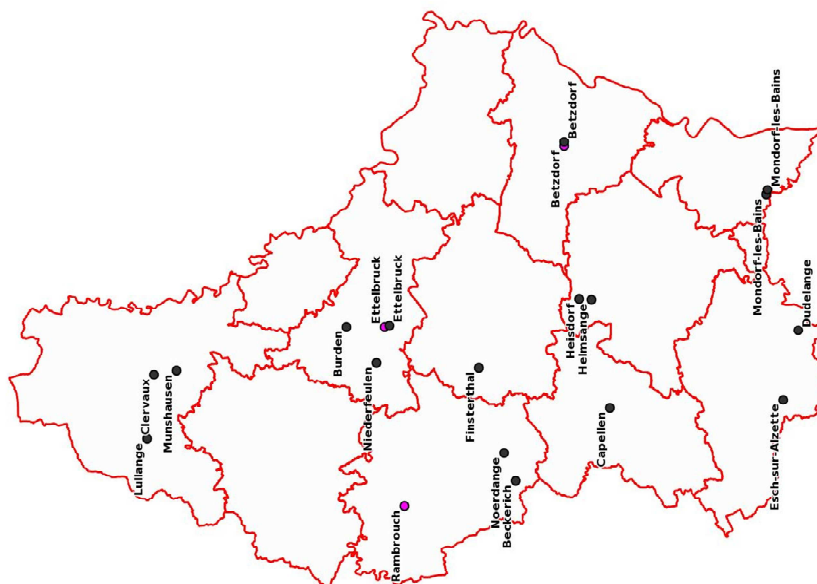 Lullange
Clervaux
Munshausen
Burden
Ettelbruck
Ettelbruck
Niederfeulen
Rambrouch
Finsterthal
Noerdange
Beckerich
Capellen
Heisdorf
Helmsange
Betzdorf
Betzdorf
Mondorf-les-Bains
Mondorf-les-Bains
Esch-sur-Alzette
Dudelange